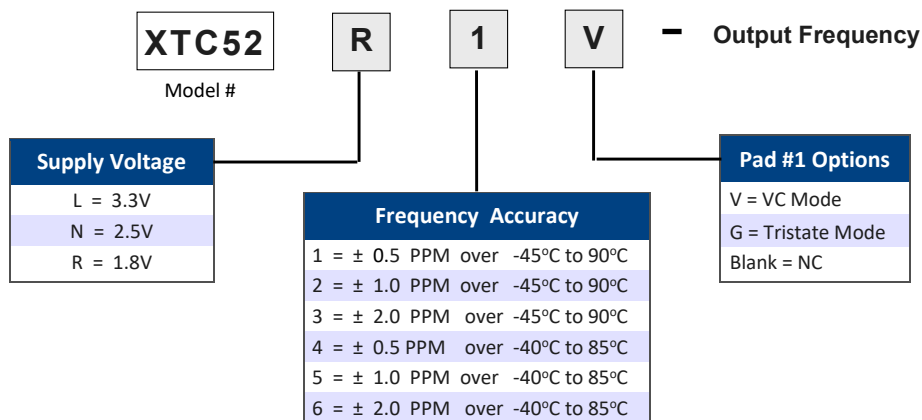 XTC52 R 1 V - Output Frequency
Model #
Supply Voltage
L = 3.3V
N = 2.5V
R = 1.8V
Frequency Accuracy
1 = ± 0.5 PPM over -45°C to 90°C
2 = ± 1.0 PPM over -45°C to 90°C
3 = ± 2.0 PPM over -45°C to 90°C
4 = ± 0.5 PPM over -40°C to 85°C
5 = ± 1.0 PPM over -40°C to 85°C
6 = ± 2.0 PPM over -40°C to 85°C
Pad #1 Options
V = VC Mode
G = Tristate Mode
Blank = NC